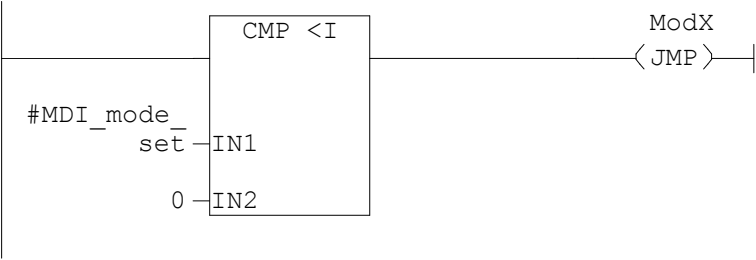 CMP <I
ModX
JMP
#MDI_mode_
set
IN1
0
IN2